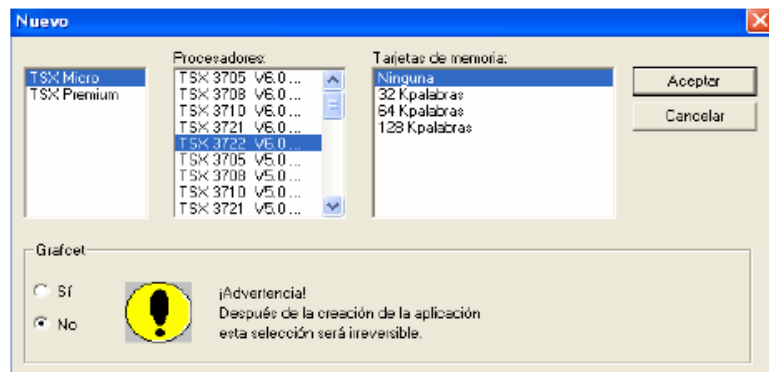 Nuevo
Procesadores:
Tarjetas de memoria:
TSX Micro
TSX Premium
TSX 3705 V6.0 ...
TSX 3708 V6.0 ...
TSX 3710 V6.0 ...
TSX 3721 V6.0 ...
TSX 3722 V6.0 ...
TSX 3705 V5.0 ...
TSX 3708 V5.0 ...
TSX 3710 V5.0 ...
TSX 3721 V5.0 ...
Ninguna
32 Kpalabras
64 Kpalabras
128 Kpalabras
Aceptar
Cancelar
Grafcet
Sí
No
¡Advertencia!
Después de la creación de la aplicación
esta selección será irreversible.